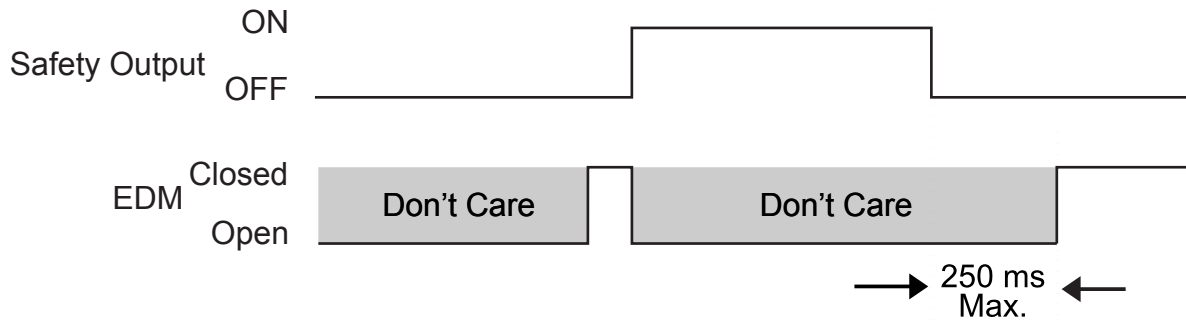 ON
Safety Output
OFF
Closed
EDM
Open
Don't Care
Don't Care
250 ms
Max.